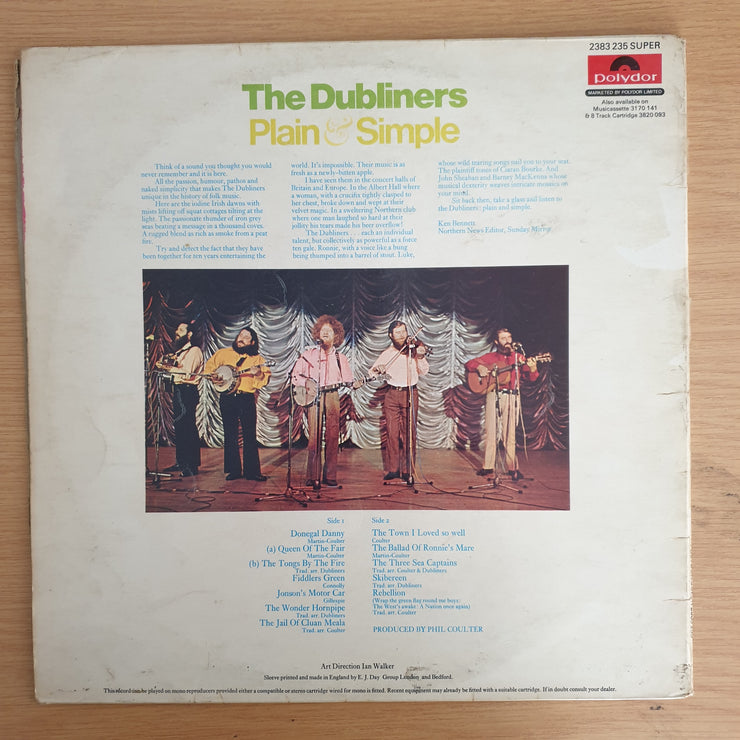 2383 235 SUPER
polydor
MARKETED BY POLYDOR LIMITED
Also available on
Musicassette 3170 141
& 8 Track Cartridge 3820 093
The Dubliners
Plain & Simple
Think of a sound you thought you would
never remember and it is here.
All the passion, humour, pathos and
naked simplicity that makes The Dubliners
unique in the history of folk music.
Here are the iodine Irish dawns with
mists lifting off squat cottages tilting at the
light. The passionate thunder of iron grey
seas beating a message in a thousand coves.
A ragged blend as rich as smoke from a peat
fire.
Try and detect the fact that they have
been together for ten years entertaining the
world. It's impossible. Their music is as
fresh as a newly-bitten apple.
I have seen them in the concert halls of
Britain and Europe. In the Albert Hall where
a woman, with a crucifix tightly clasped to
her chest, broke down and wept at their
velvet magic. In a sweltering Northern club
where one man laughed so hard at their
jollity his tears made his beer overflow!
The Dubliners . . . each an individual
talent, but collectively as powerful as a force
ten gale. Ronnie, with a voice like a bung
being thumped into a barrel of stout. Luke,
whose wild tearing songs nail you to your seat.
The plaintiff tones of Ciaran Bourke. And
John Sheahan and Barney MacKenna whose
musical dexterity weaves intricate mosaics on
your mind.
Sit back then, take a glass and listen to
the Dubliners: plain and simple.
Ken Bennett
Northern News Editor, Sunday Mirror
Side 1
Donegal Danny
Martin-Coulter
(a) Queen Of The Fair
Martin-Coulter
(b) The Tongs By The Fire
Trad. arr. Dubliners
Fiddlers Green
Connolly
Jonson's Motor Car
Gillespie
The Wonder Hornpipe
Trad. arr. Dubliners
The Jail Of Cluan Meala
Trad. arr. Coulter
Side 2
The Town I Loved so well
Coulter
The Ballad Of Ronnie's Mare
Martin-Coulter
The Three Sea Captains
Trad. arr. Coulter & Dubliners
Skibereen
Trad. arr. Dubliners
Rebellion
(Wrap the green flag round me boys:
The West's awake: A Nation once again)
Trad. arr. Coulter
PRODUCED BY PHIL COULTER
Art Direction Ian Walker
Sleeve printed and made in England by E. J. Day Group London and Bedford.
This record can be played on mono reproducers provided either a compatible or stereo cartridge wired for mono is fitted. Recent equipment may already be fitted with a suitable cartridge. If in doubt consult your dealer.